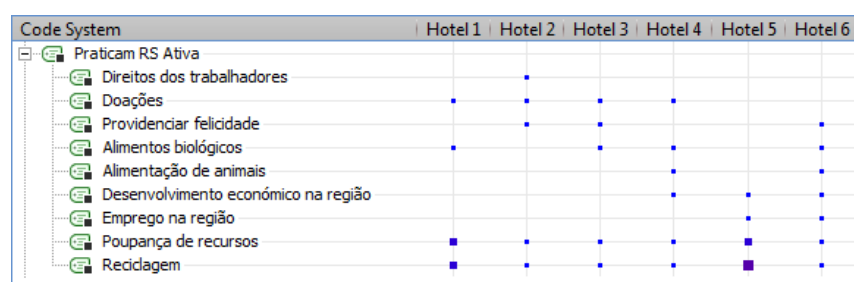 Code System Hotel 1 Hotel 2 Hotel 3 Hotel 4 Hotel 5 Hotel 6
Praticam RS Ativa
Direitos dos trabalhadores
Doações
Providenciar felicidade
Alimentos biológicos
Alimentação de animais
Desenvolvimento económico na região
Emprego na região
Poupança de recursos
Reciclagem